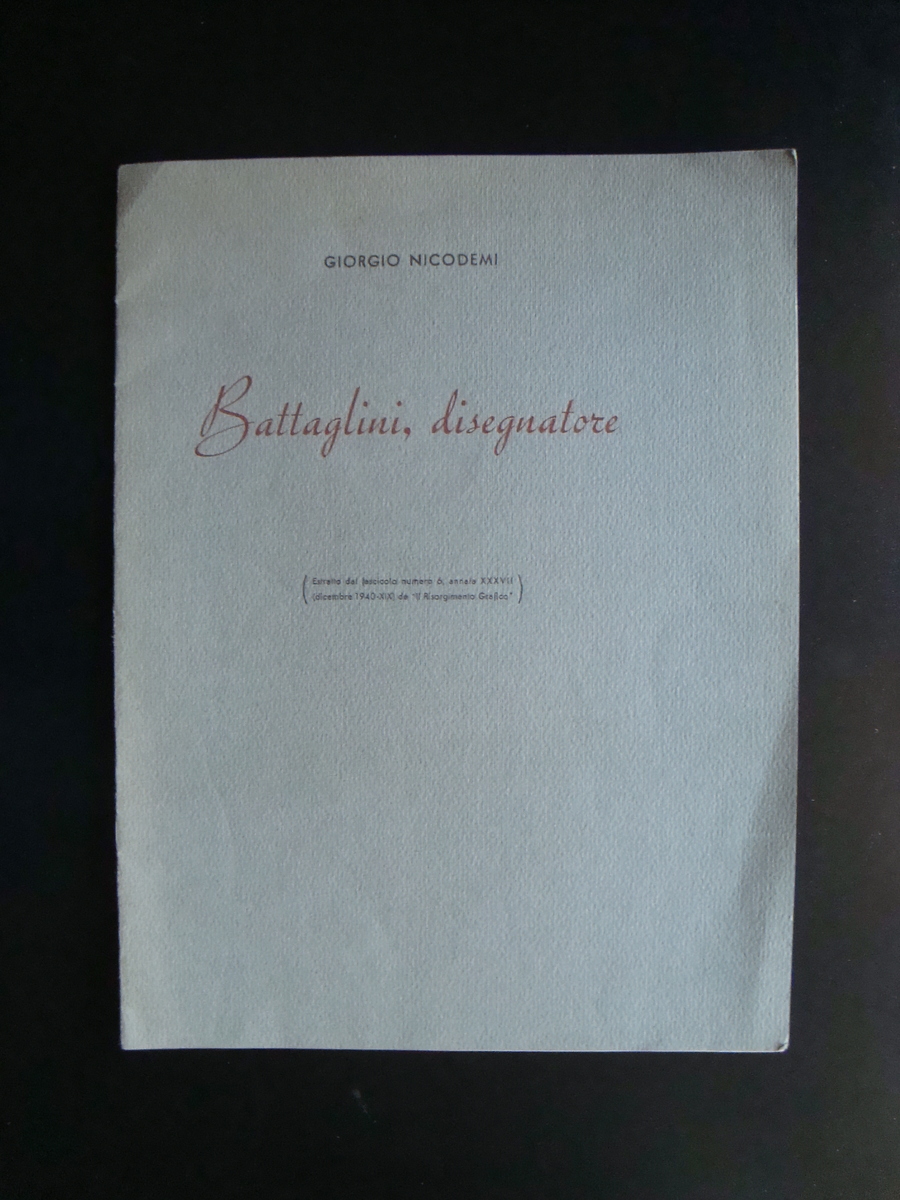 GIORGIO NICODEMI
Battaglini, disegnatore
(Estratto dal fascicolo numero 6, annata XXXVII
(dicembre 1940-XIX) de "Il Risorgimento Grafico")